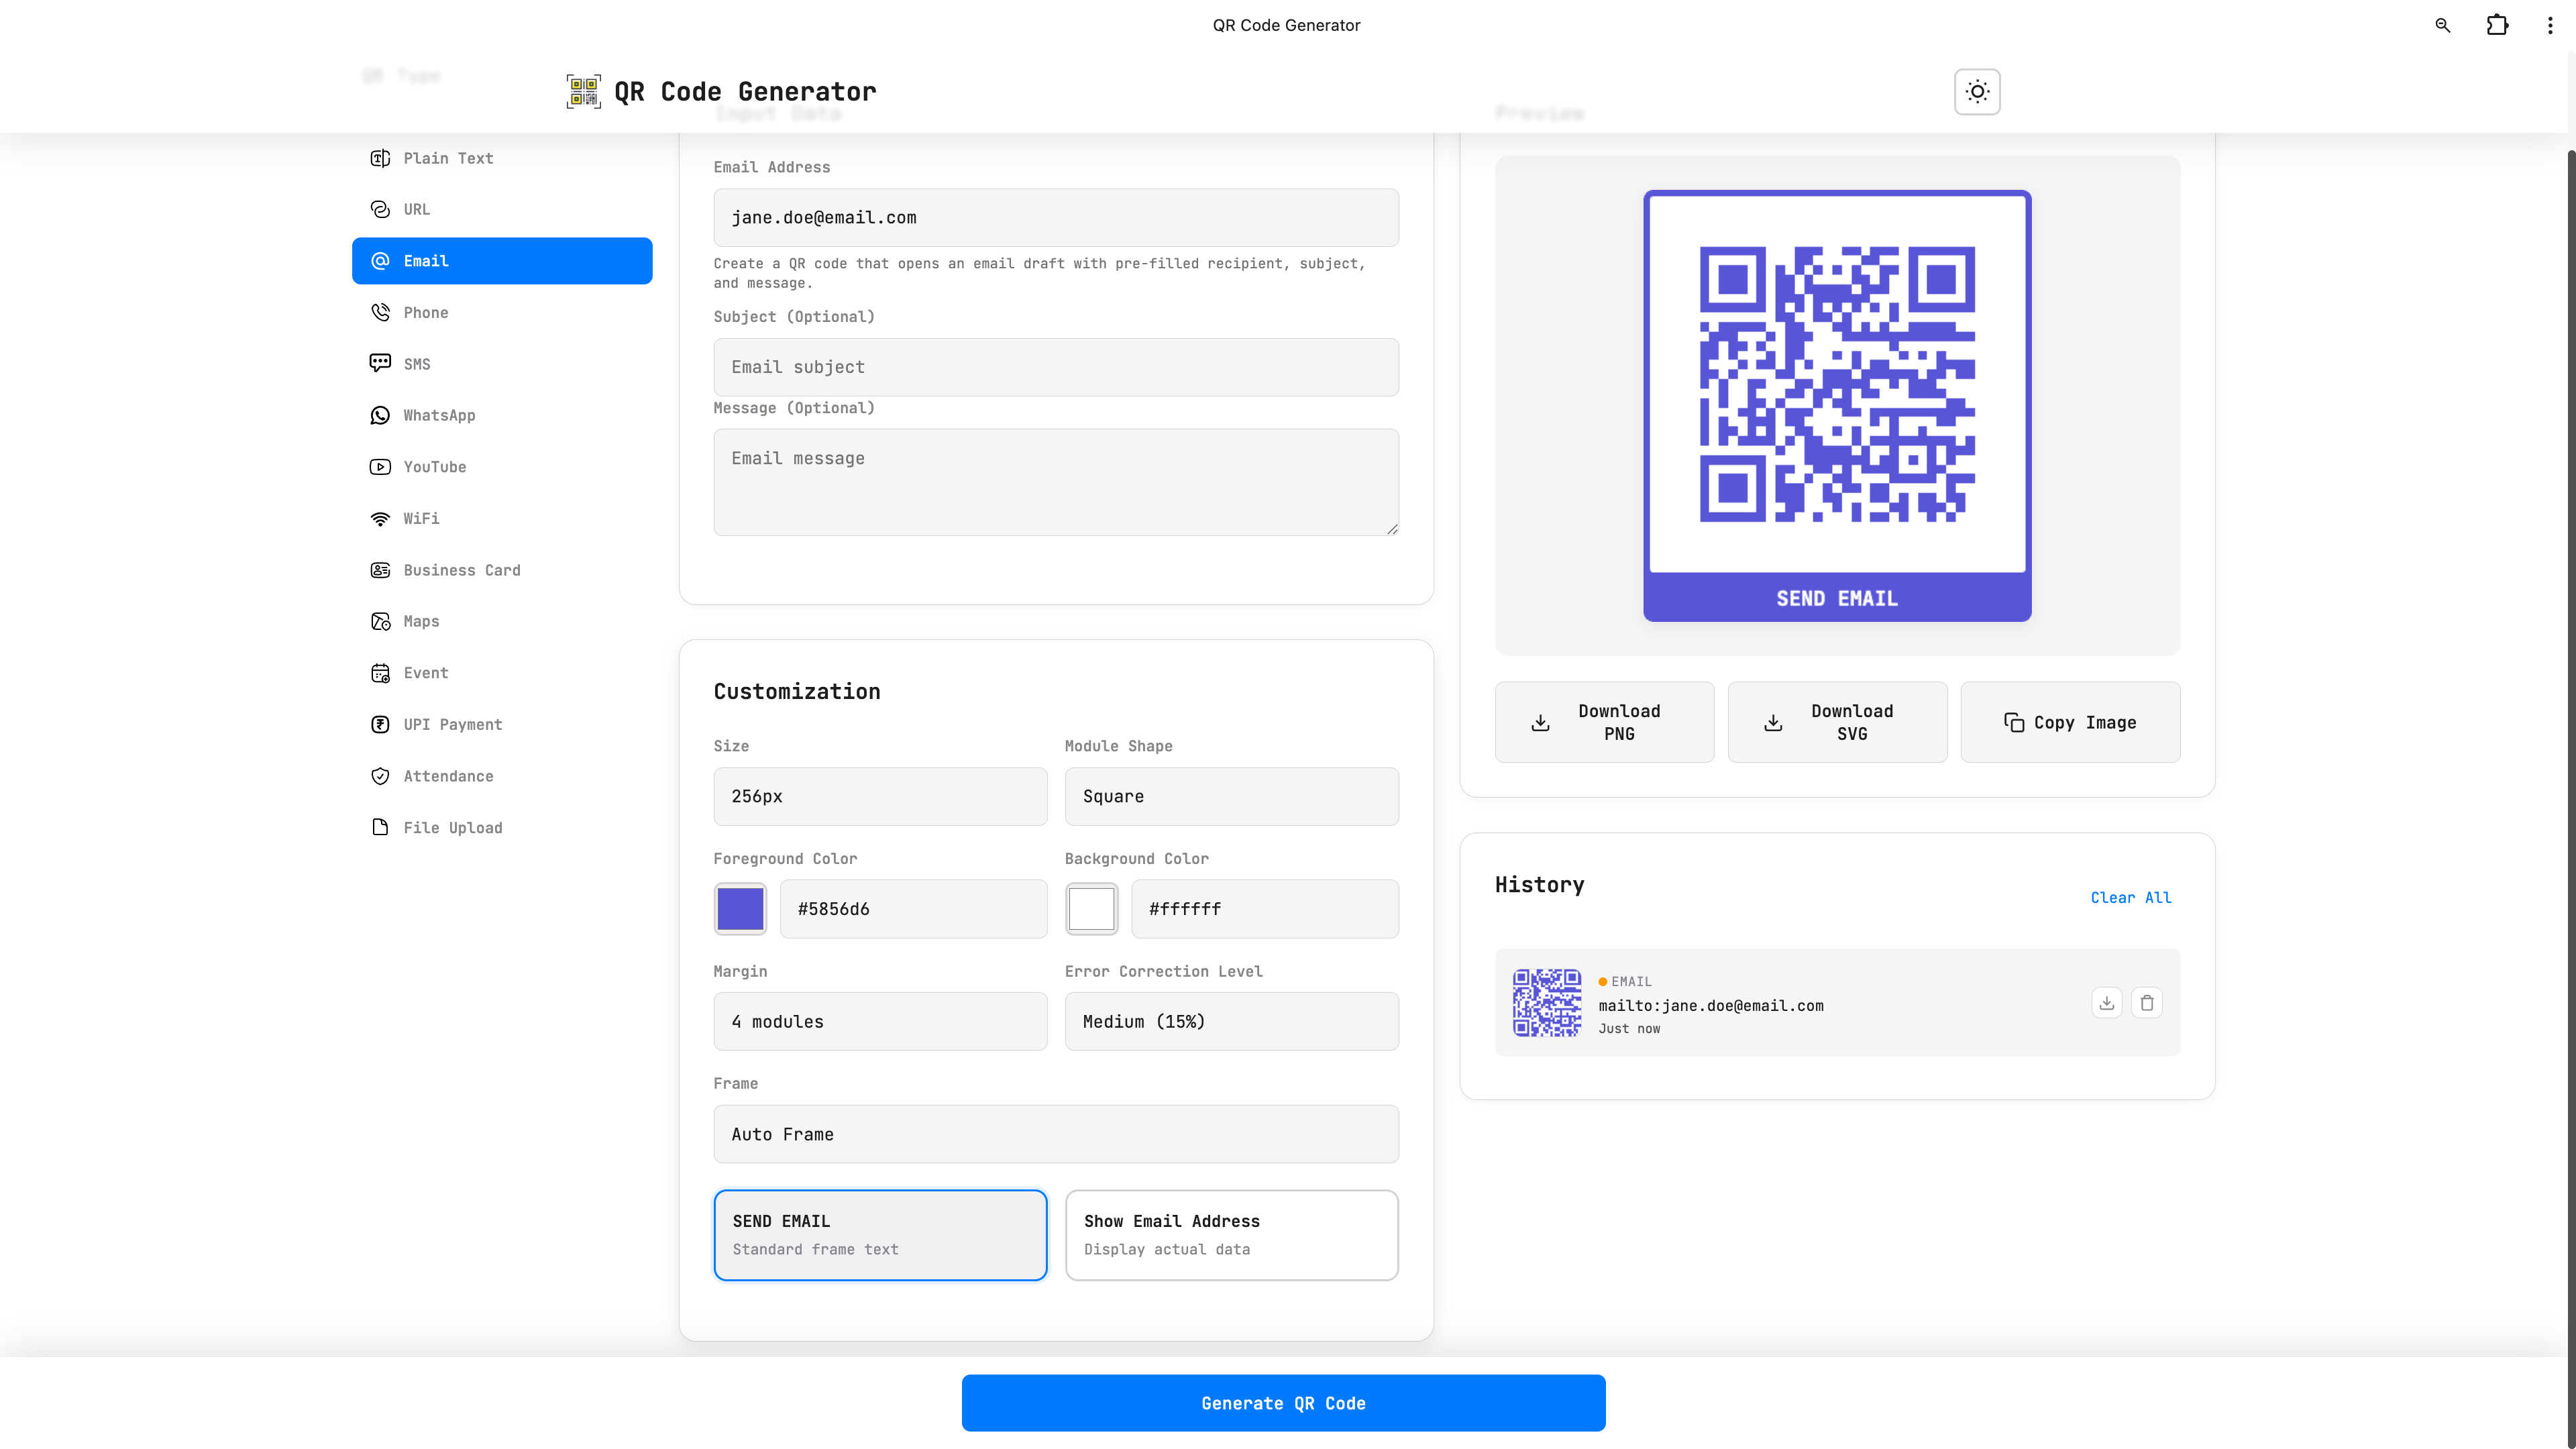 QR Code Generator
QR Type
QR Code Generator
Input Data
Preview
Plain Text
URL
Email
Phone
SMS
WhatsApp
YouTube
WiFi
Business Card
Maps
Event
UPI Payment
Attendance
File Upload
Email Address
jane.doe@email.com
Create a QR code that opens an email draft with pre-filled recipient, subject,
and message.
Subject (Optional)
Email subject
Message (Optional)
Email message
Customization
Size
Module Shape
256px
Square
Foreground Color
Background Color
#5856d6
#ffffff
Margin
Error Correction Level
4 modules
Medium (15%)
Frame
Auto Frame
SEND EMAIL
Standard frame text
Show Email Address
Display actual data
SEND EMAIL
Download
PNG
Download
SVG
Copy Image
History
Clear All
EMAIL
mailto:jane.doe@email.com
Just now
Generate QR Code